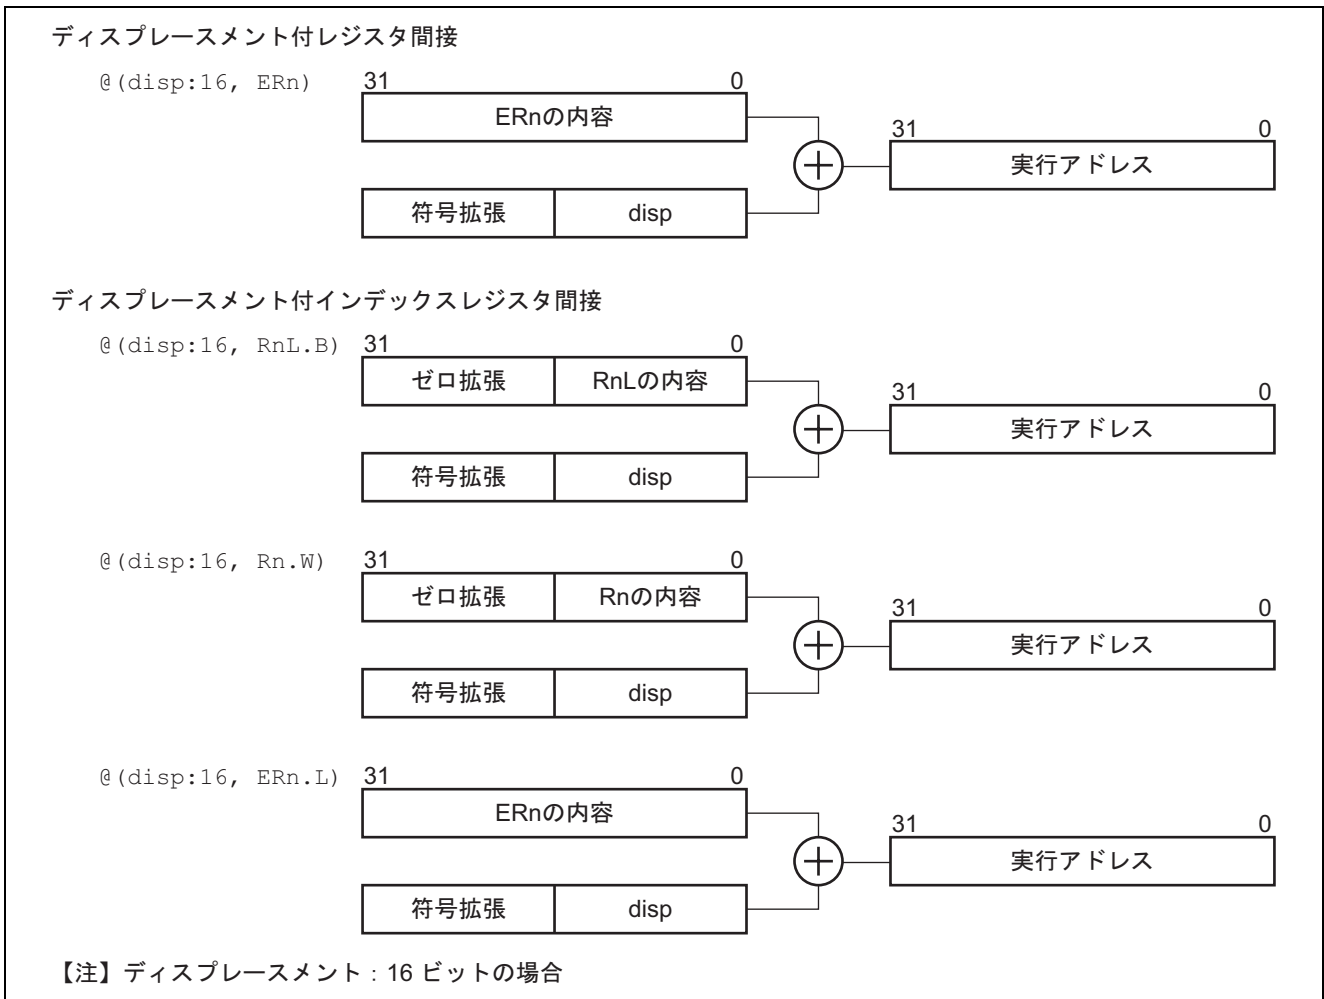 ディスプレースメント付レジスタ間接
@(disp:16, ERn)
31 0
ERnの内容
31 0
実行アドレス
符号拡張 disp
ディスプレースメント付インデックスレジスタ間接
@(disp:16, RnL.B)
31 0
ゼロ拡張 RnLの内容
31 0
実行アドレス
符号拡張 disp
@(disp:16, Rn.W)
31 0
ゼロ拡張 Rnの内容
31 0
実行アドレス
符号拡張 disp
@(disp:16, ERn.L)
31 0
ERnの内容
31 0
実行アドレス
符号拡張 disp
【注】ディスプレースメント：16 ビットの場合